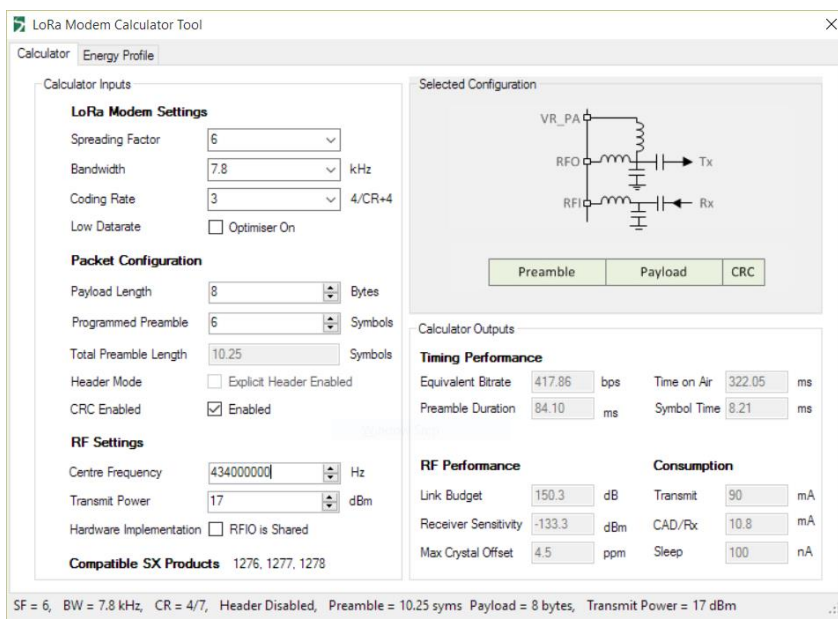 LoRa Modem Calculator Tool
Calculator Energy Profile
Calculator Inputs
LoRa Modem Settings
Spreading Factor 6
Bandwidth 7.8 kHz
Coding Rate 3 4/CR+4
Low Datarate Optimiser On
Packet Configuration
Payload Length 8 Bytes
Programmed Preamble 6 Symbols
Total Preamble Length 10.25 Symbols
Header Mode Explicit Header Enabled
CRC Enabled Enabled
RF Settings
Centre Frequency 434000000 Hz
Transmit Power 17 dBm
Hardware Implementation RFIO is Shared
Compatible SX Products 1276, 1277, 1278
Selected Configuration
VR_PA
RFO Tx
RFI Rx
Preamble Payload CRC
Calculator Outputs
Timing Performance
Equivalent Bitrate 417.86 bps Time on Air 322.05 ms
Preamble Duration 84.10 ms Symbol Time 8.21 ms
RF Performance Consumption
Link Budget 150.3 dB Transmit 90 mA
Receiver Sensitivity -133.3 dBm CAD/Rx 10.8 mA
Max Crystal Offset 4.5 ppm Sleep 100 nA
SF = 6, BW = 7.8 kHz, CR = 4/7, Header Disabled, Preamble = 10.25 syms Payload = 8 bytes, Transmit Power = 17 dBm